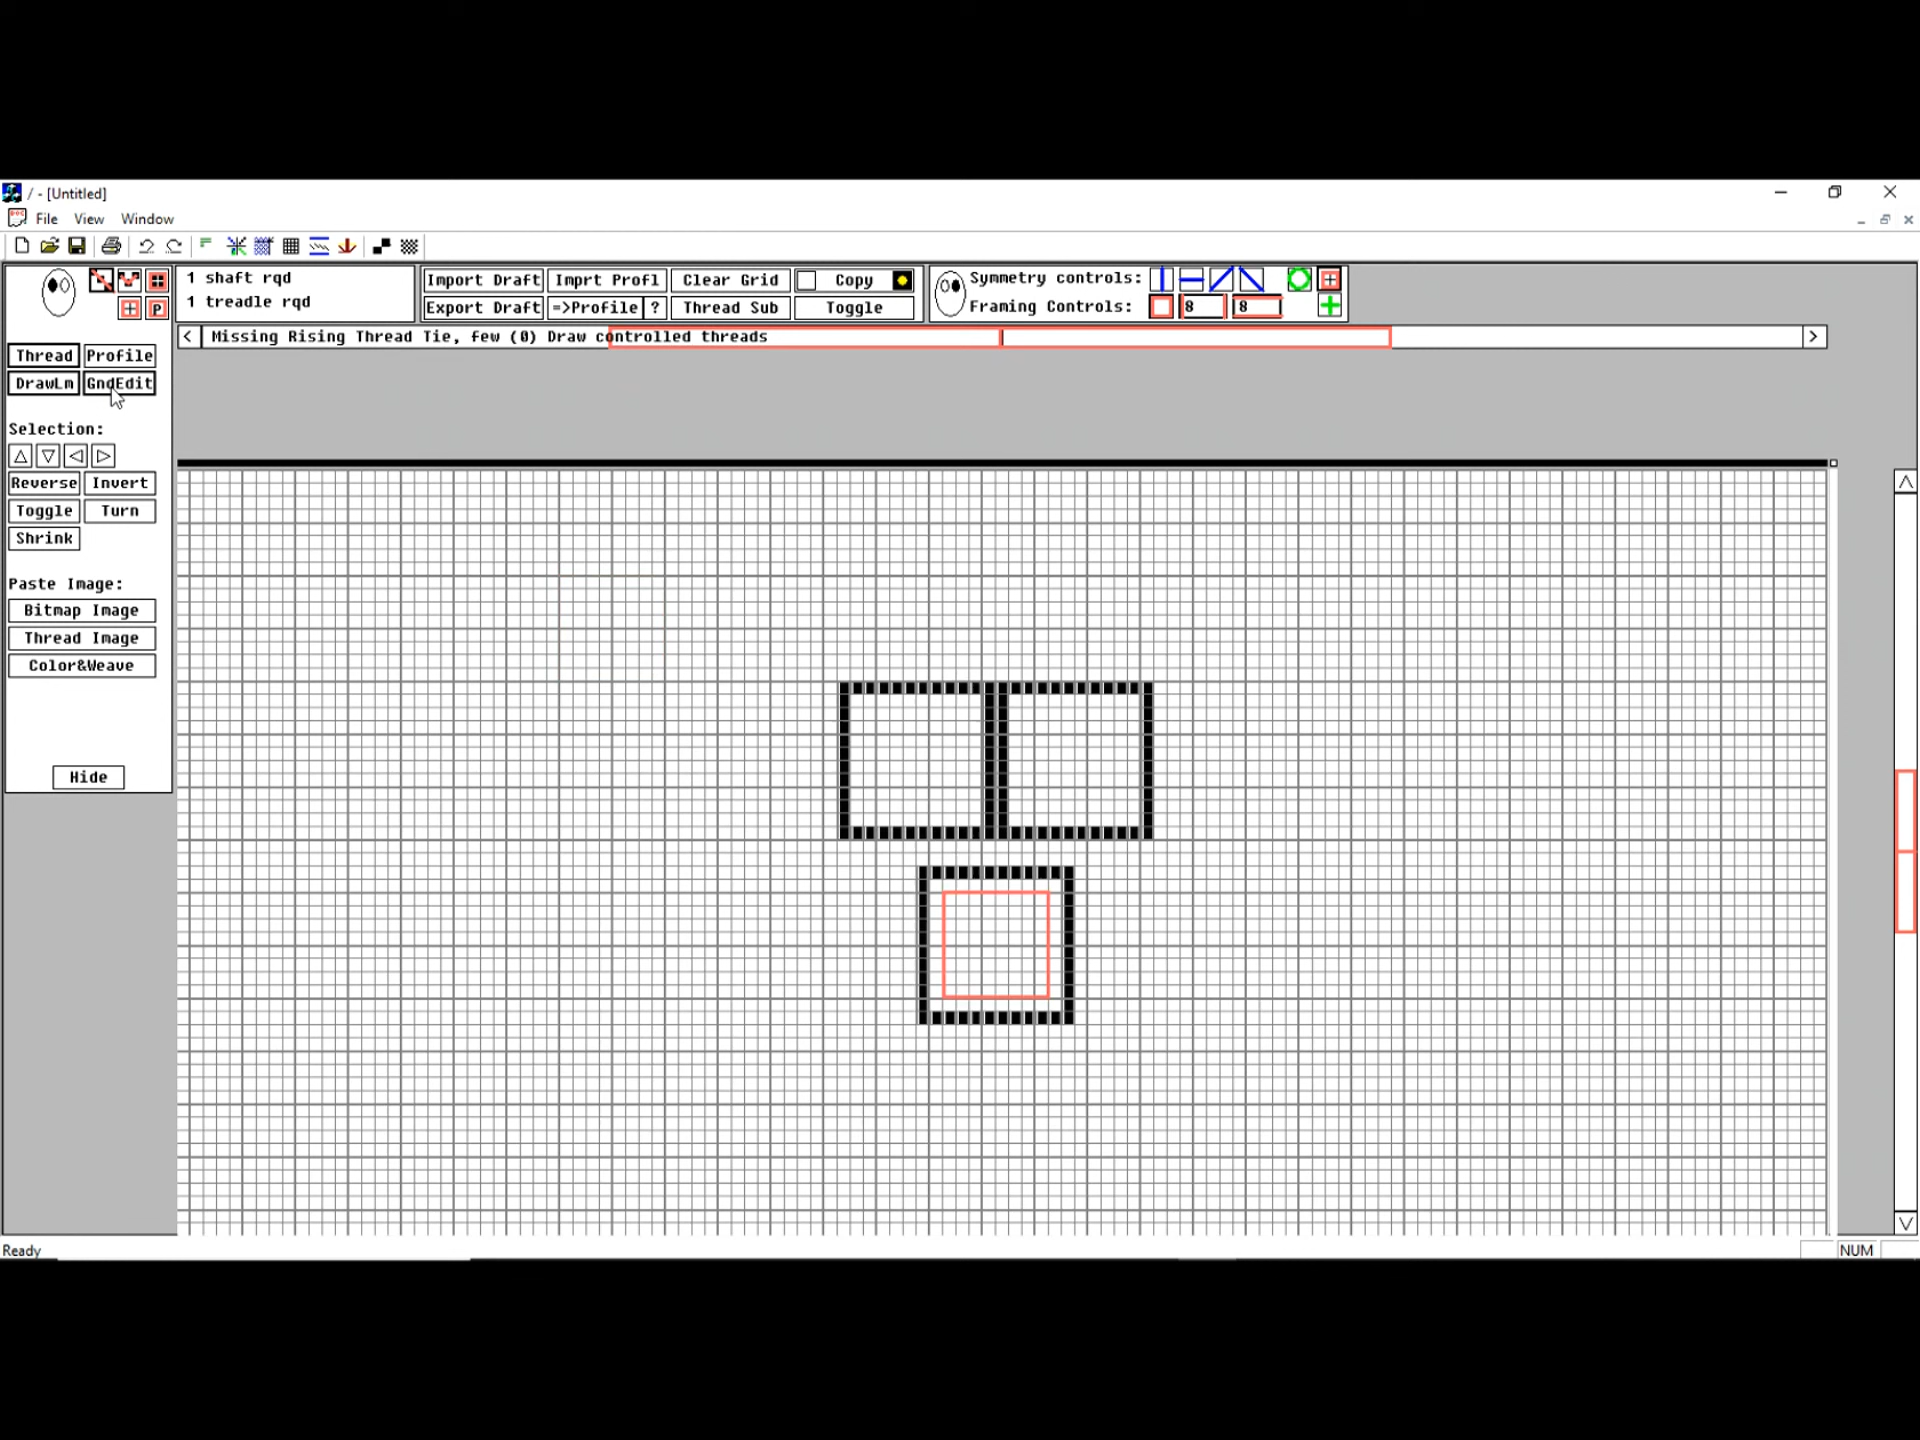 / - [Untitled]
File View Window
1 shaft rqd
1 treadle rqd
Import Draft Imprt Profl Clear Grid Copy
Export Draft =>Profile ? Thread Sub Toggle
Symmetry controls:
Framing Controls: 8 8
P
< Missing Rising Thread Tie, few (0) Draw controlled threads >
Thread Profile
DrawLm GndEdit
Selection:
Reverse Invert
Toggle Turn
Shrink
Paste Image:
Bitmap Image
Thread Image
Color&Weave
Hide
Ready
NUM